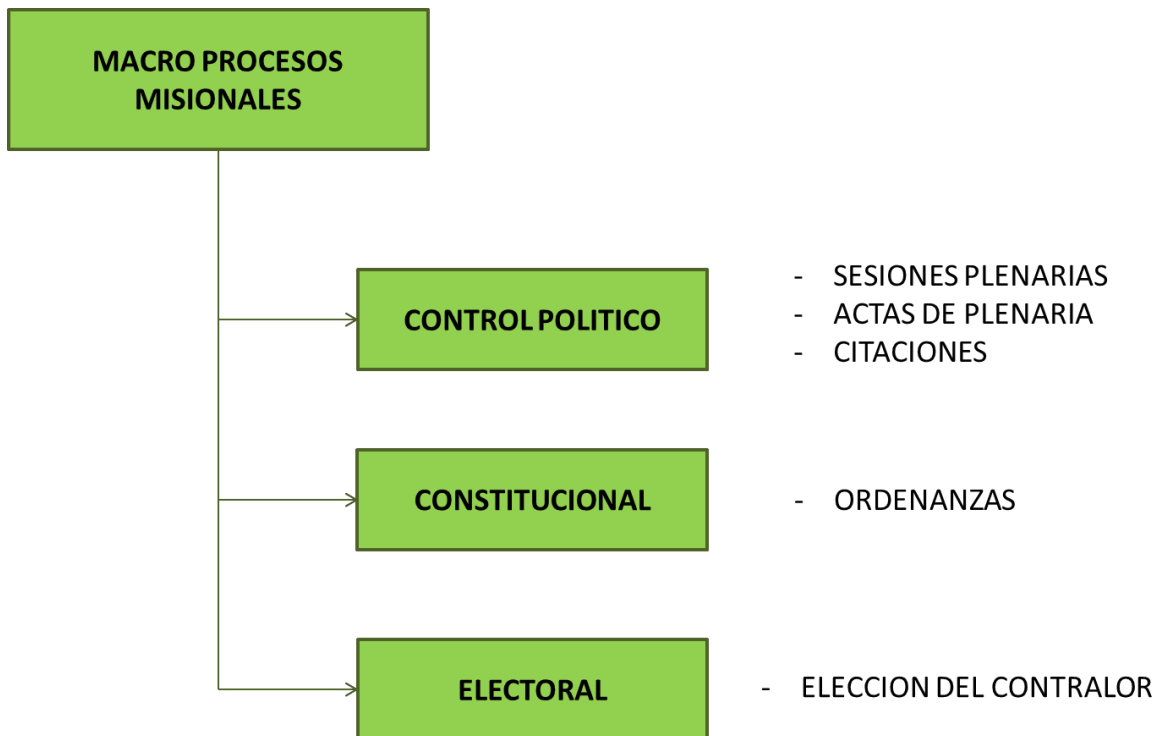 MACRO PROCESOS
MISIONALES
CONTROL POLITICO
- SESIONES PLENARIAS
- ACTAS DE PLENARIA
- CITACIONES
CONSTITUCIONAL
- ORDENANZAS
ELECTORAL
- ELECCION DEL CONTRALOR